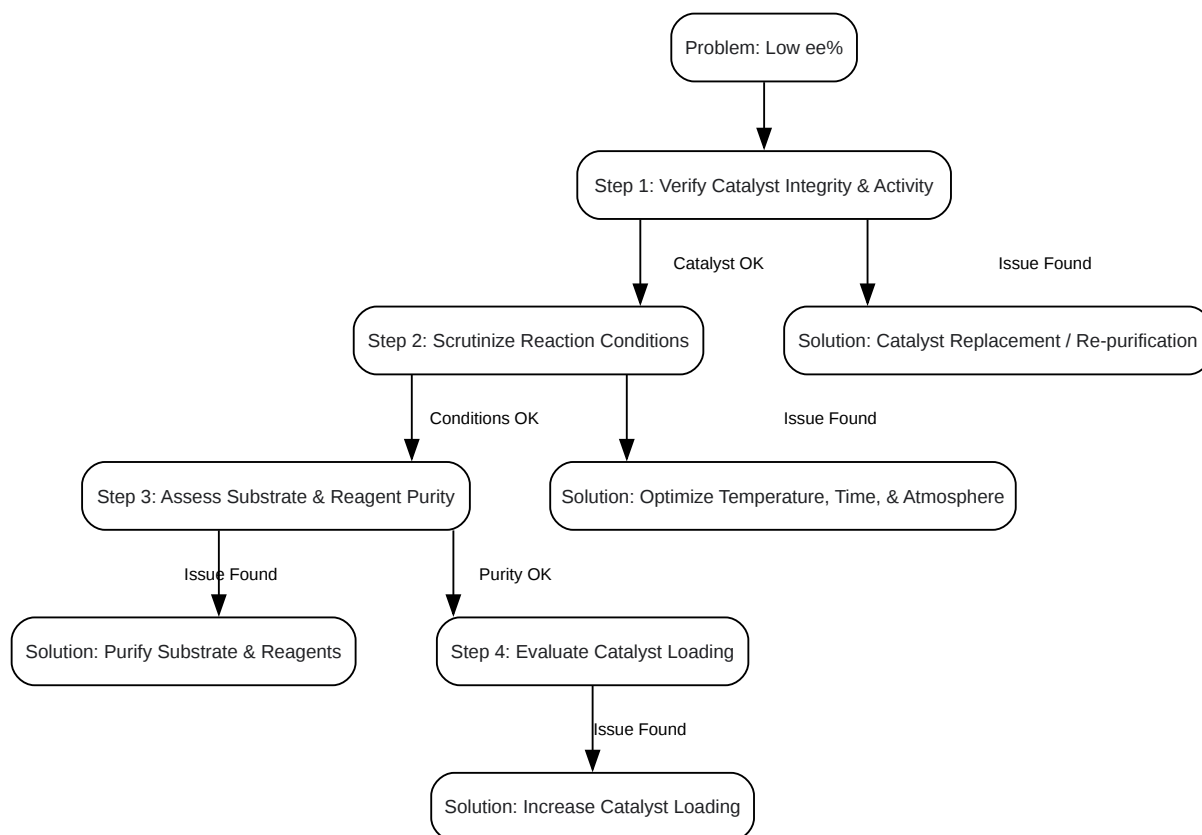 Problem: Low ee%
Step 1: Verify Catalyst Integrity & Activity
Catalyst OK
Issue Found
Step 2: Scrutinize Reaction Conditions
Solution: Catalyst Replacement / Re-purification
Conditions OK
Issue Found
Step 3: Assess Substrate & Reagent Purity
Solution: Optimize Temperature, Time, & Atmosphere
Issue Found
Purity OK
Solution: Purify Substrate & Reagents
Step 4: Evaluate Catalyst Loading
Issue Found
Solution: Increase Catalyst Loading